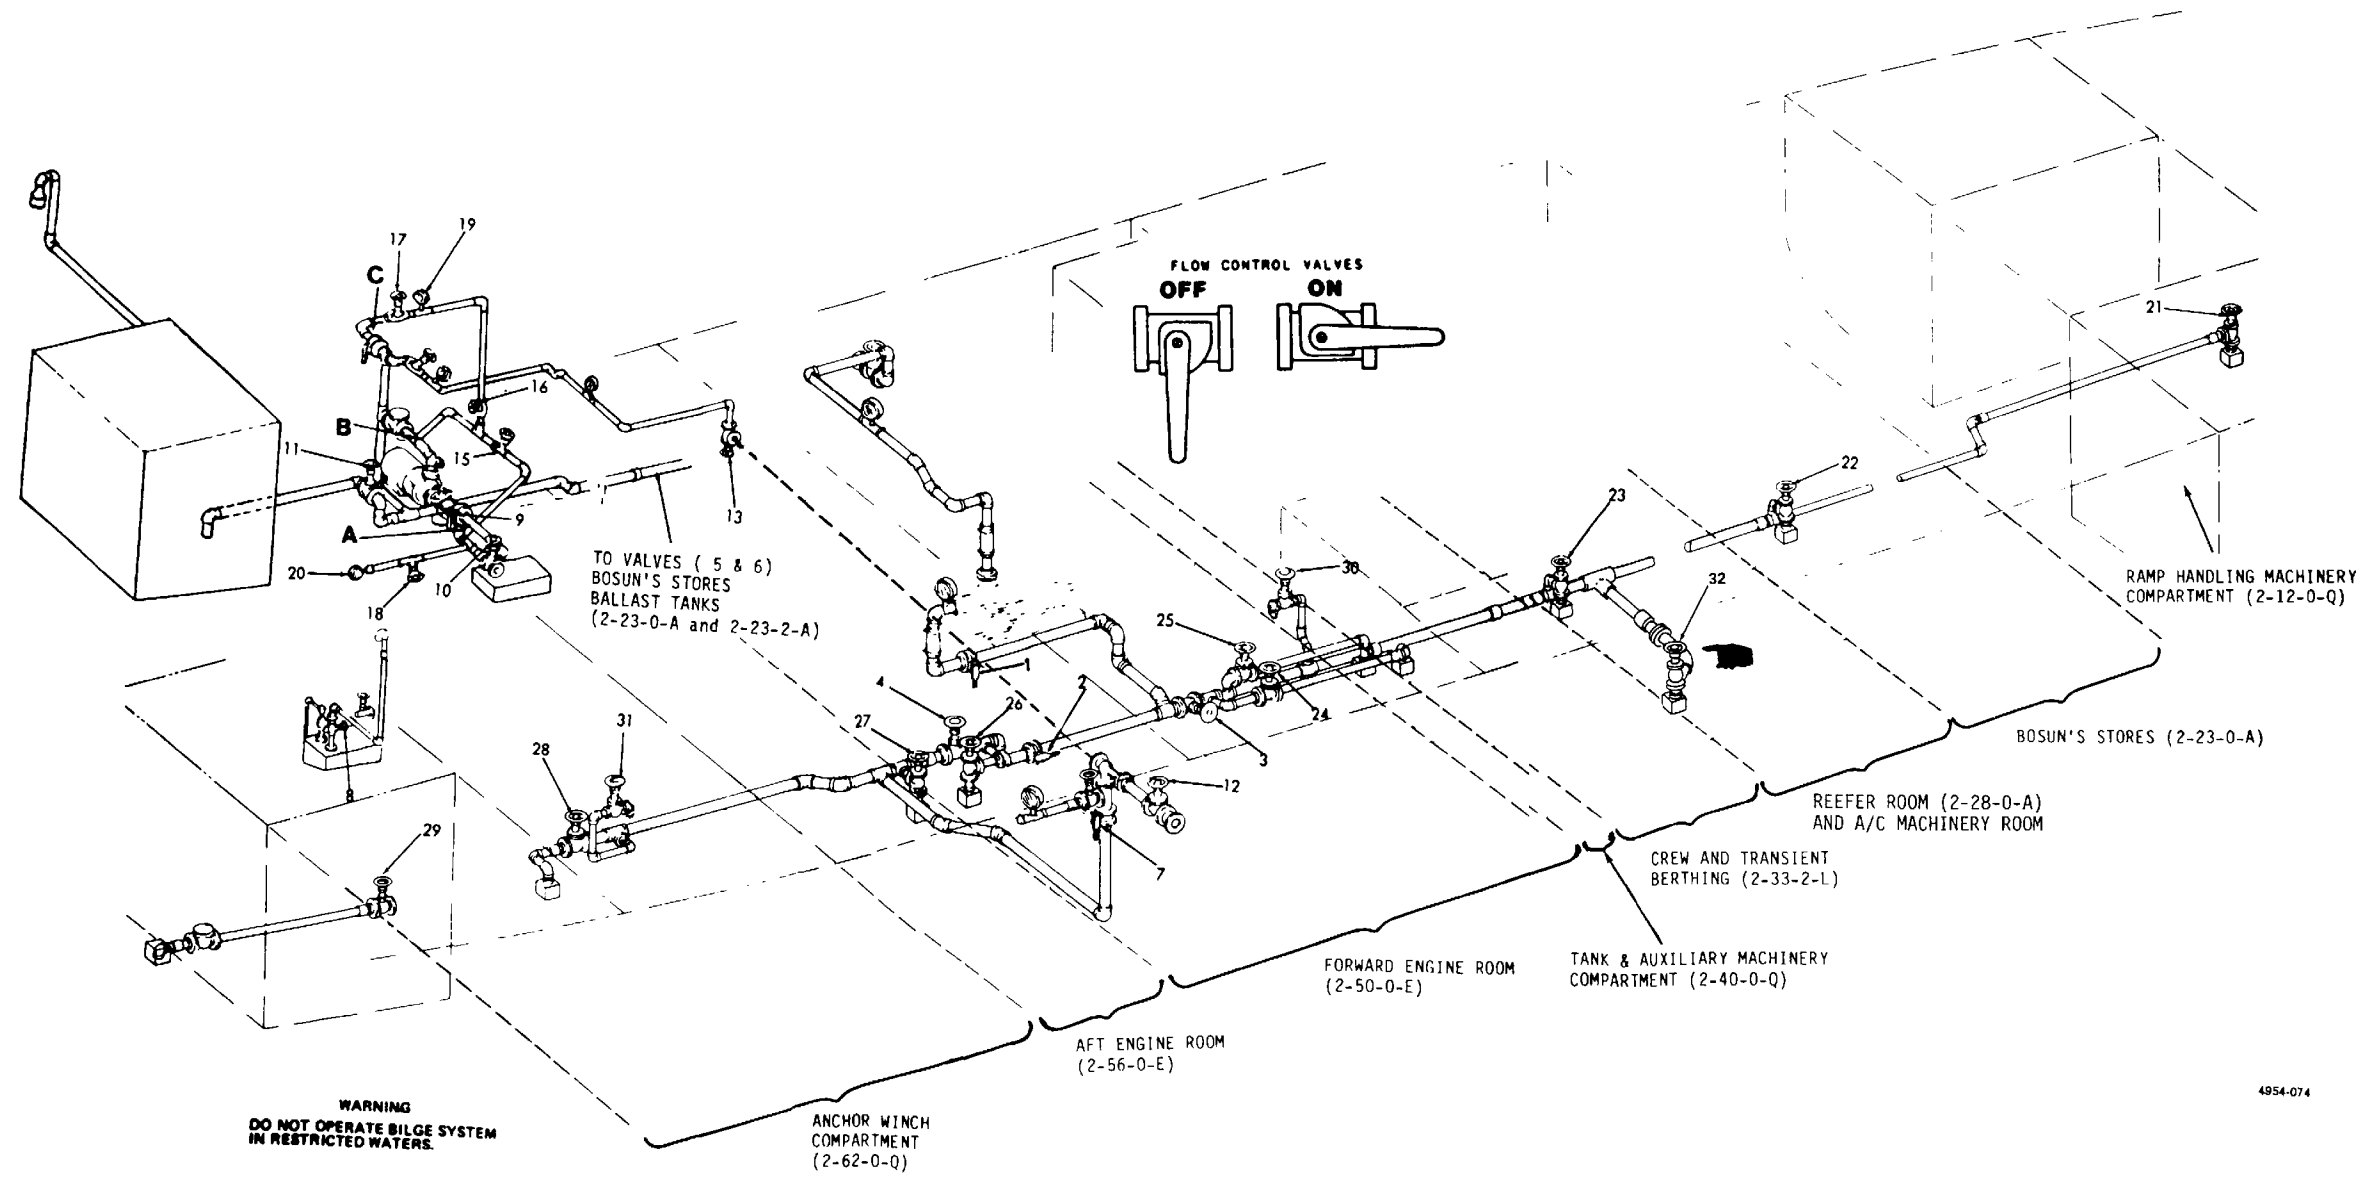 19
17
C
FLOW CONTROL VALVES
OFF
ON
21
16
B
11
15
22
23
13
9
A
TO VALVES ( 5 & 6)
BOSUN'S STORES
BALLAST TANKS
(2-23-0-A and 2-23-2-A)
20
10
18
30
32
RAMP HANDLING MACHINERY
COMPARTMENT (2-12-0-Q)
25
1
4
2
26
24
31
27
28
3
12
BOSUN'S STORES (2-23-0-A)
29
7
REEFER ROOM (2-28-0-A)
AND A/C MACHINERY ROOM
CREW AND TRANSIENT
BERTHING (2-33-2-L)
FORWARD ENGINE ROOM
(2-50-0-E)
TANK & AUXILIARY MACHINERY
COMPARTMENT (2-40-0-Q)
AFT ENGINE ROOM
(2-56-0-E)
4954-074
WARNING
DO NOT OPERATE BILGE SYSTEM
IN RESTRICTED WATERS.
ANCHOR WINCH
COMPARTMENT
(2-62-0-Q)